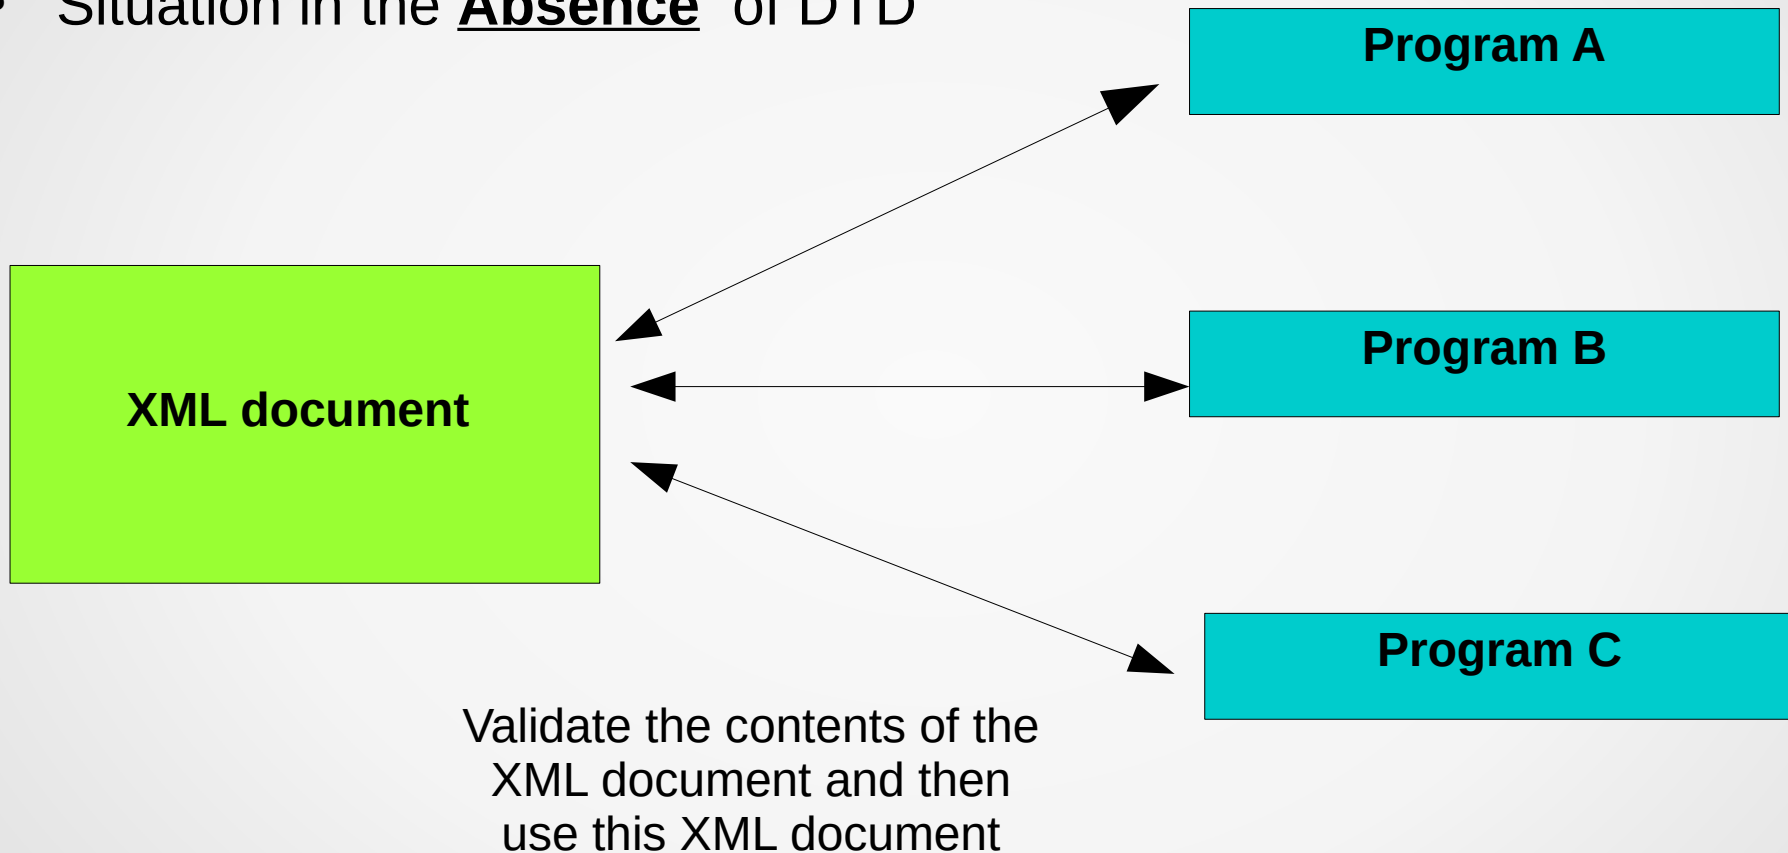 • Situation in the Absence of DTD
Program A
Program B
XML document
Program C
Validate the contents of the
XML document and then
use this XML document